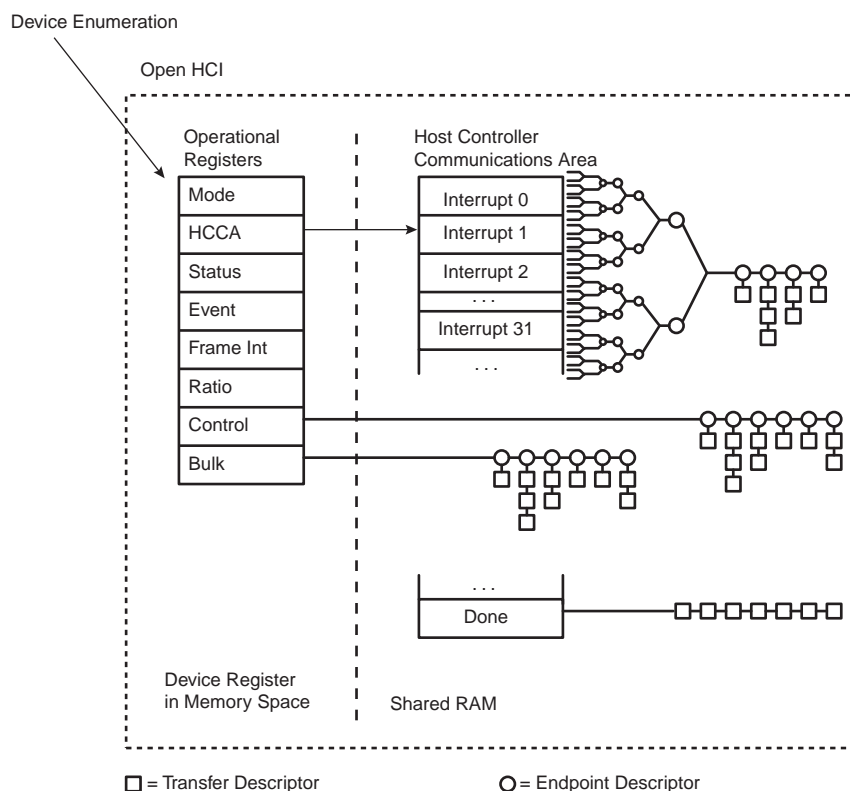 Device Enumeration
Open HCI
Operational
Registers
Mode
HCCA
Status
Event
Frame Int
Ratio
Control
Bulk
Host Controller
Communications Area
Interrupt 0
Interrupt 1
Interrupt 2
. . .
Interrupt 31
. . .
. . .
Done
Device Register
in Memory Space
Shared RAM
= Transfer Descriptor
= Endpoint Descriptor